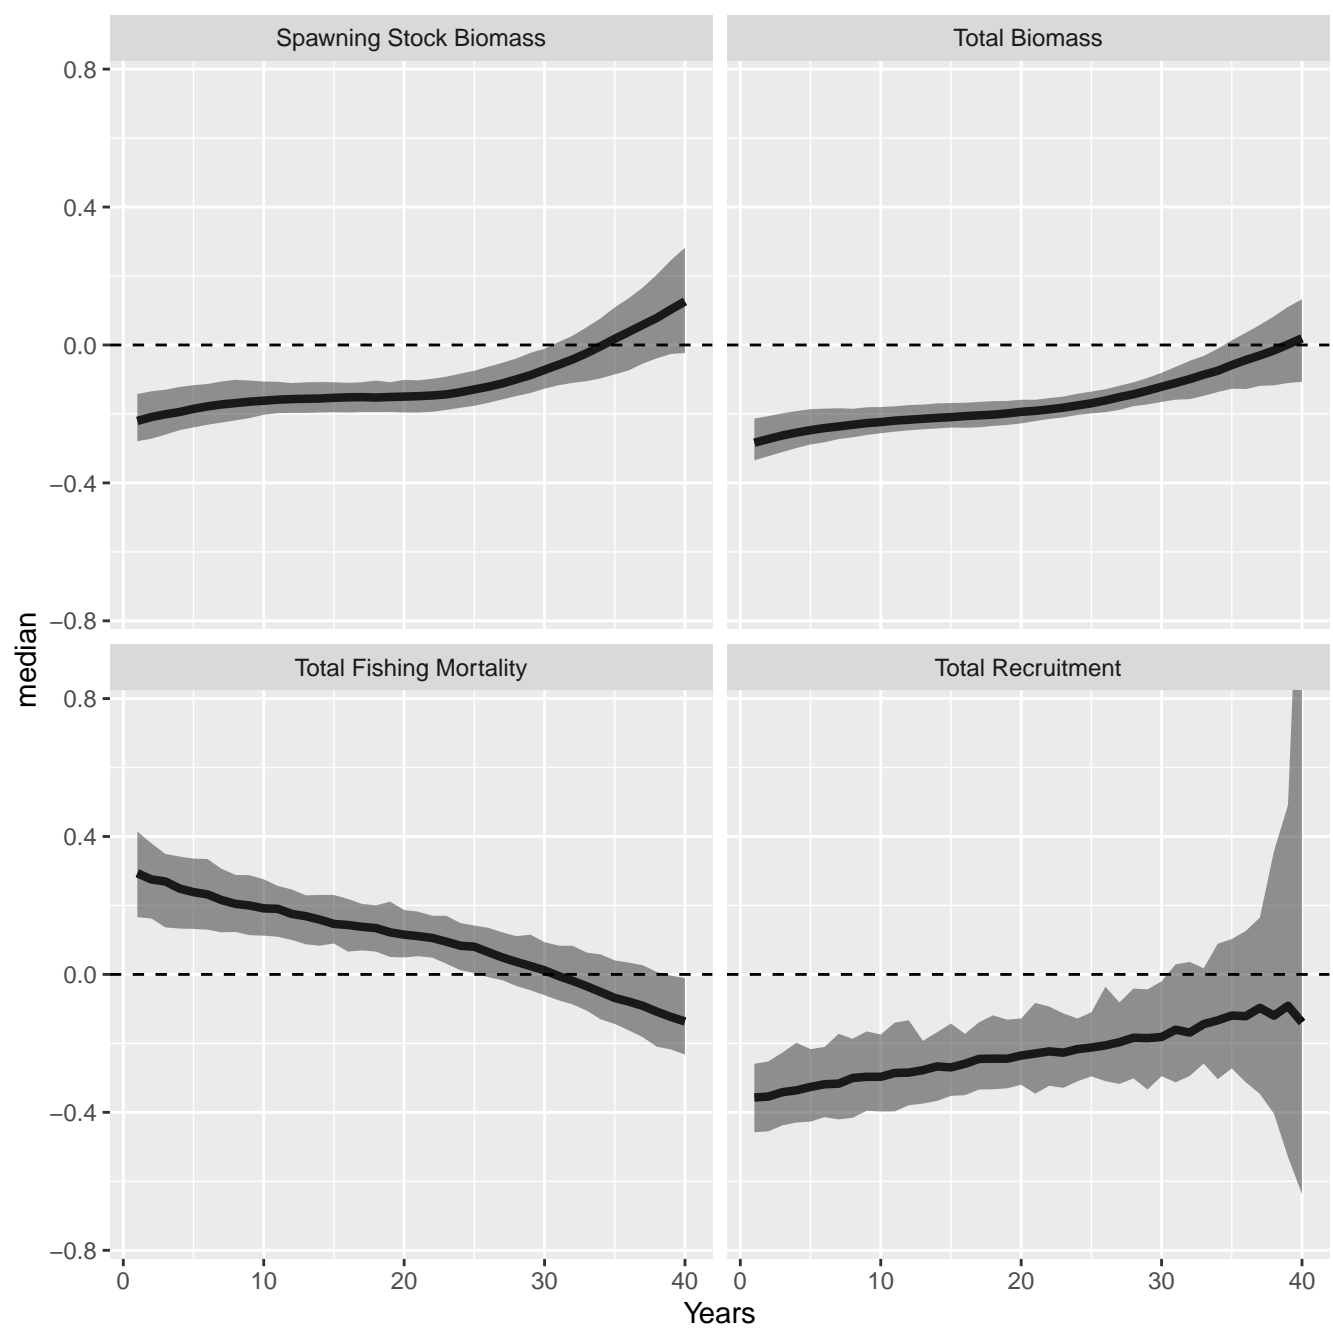 Spawning Stock Biomass
Total Biomass
0.8
0.4
0.0
−0.4
−0.8
median
Total Fishing Mortality
Total Recruitment
0.8
0.4
0.0
−0.4
−0.8
0 10 20 30 40
0 10 20 30 40
Years